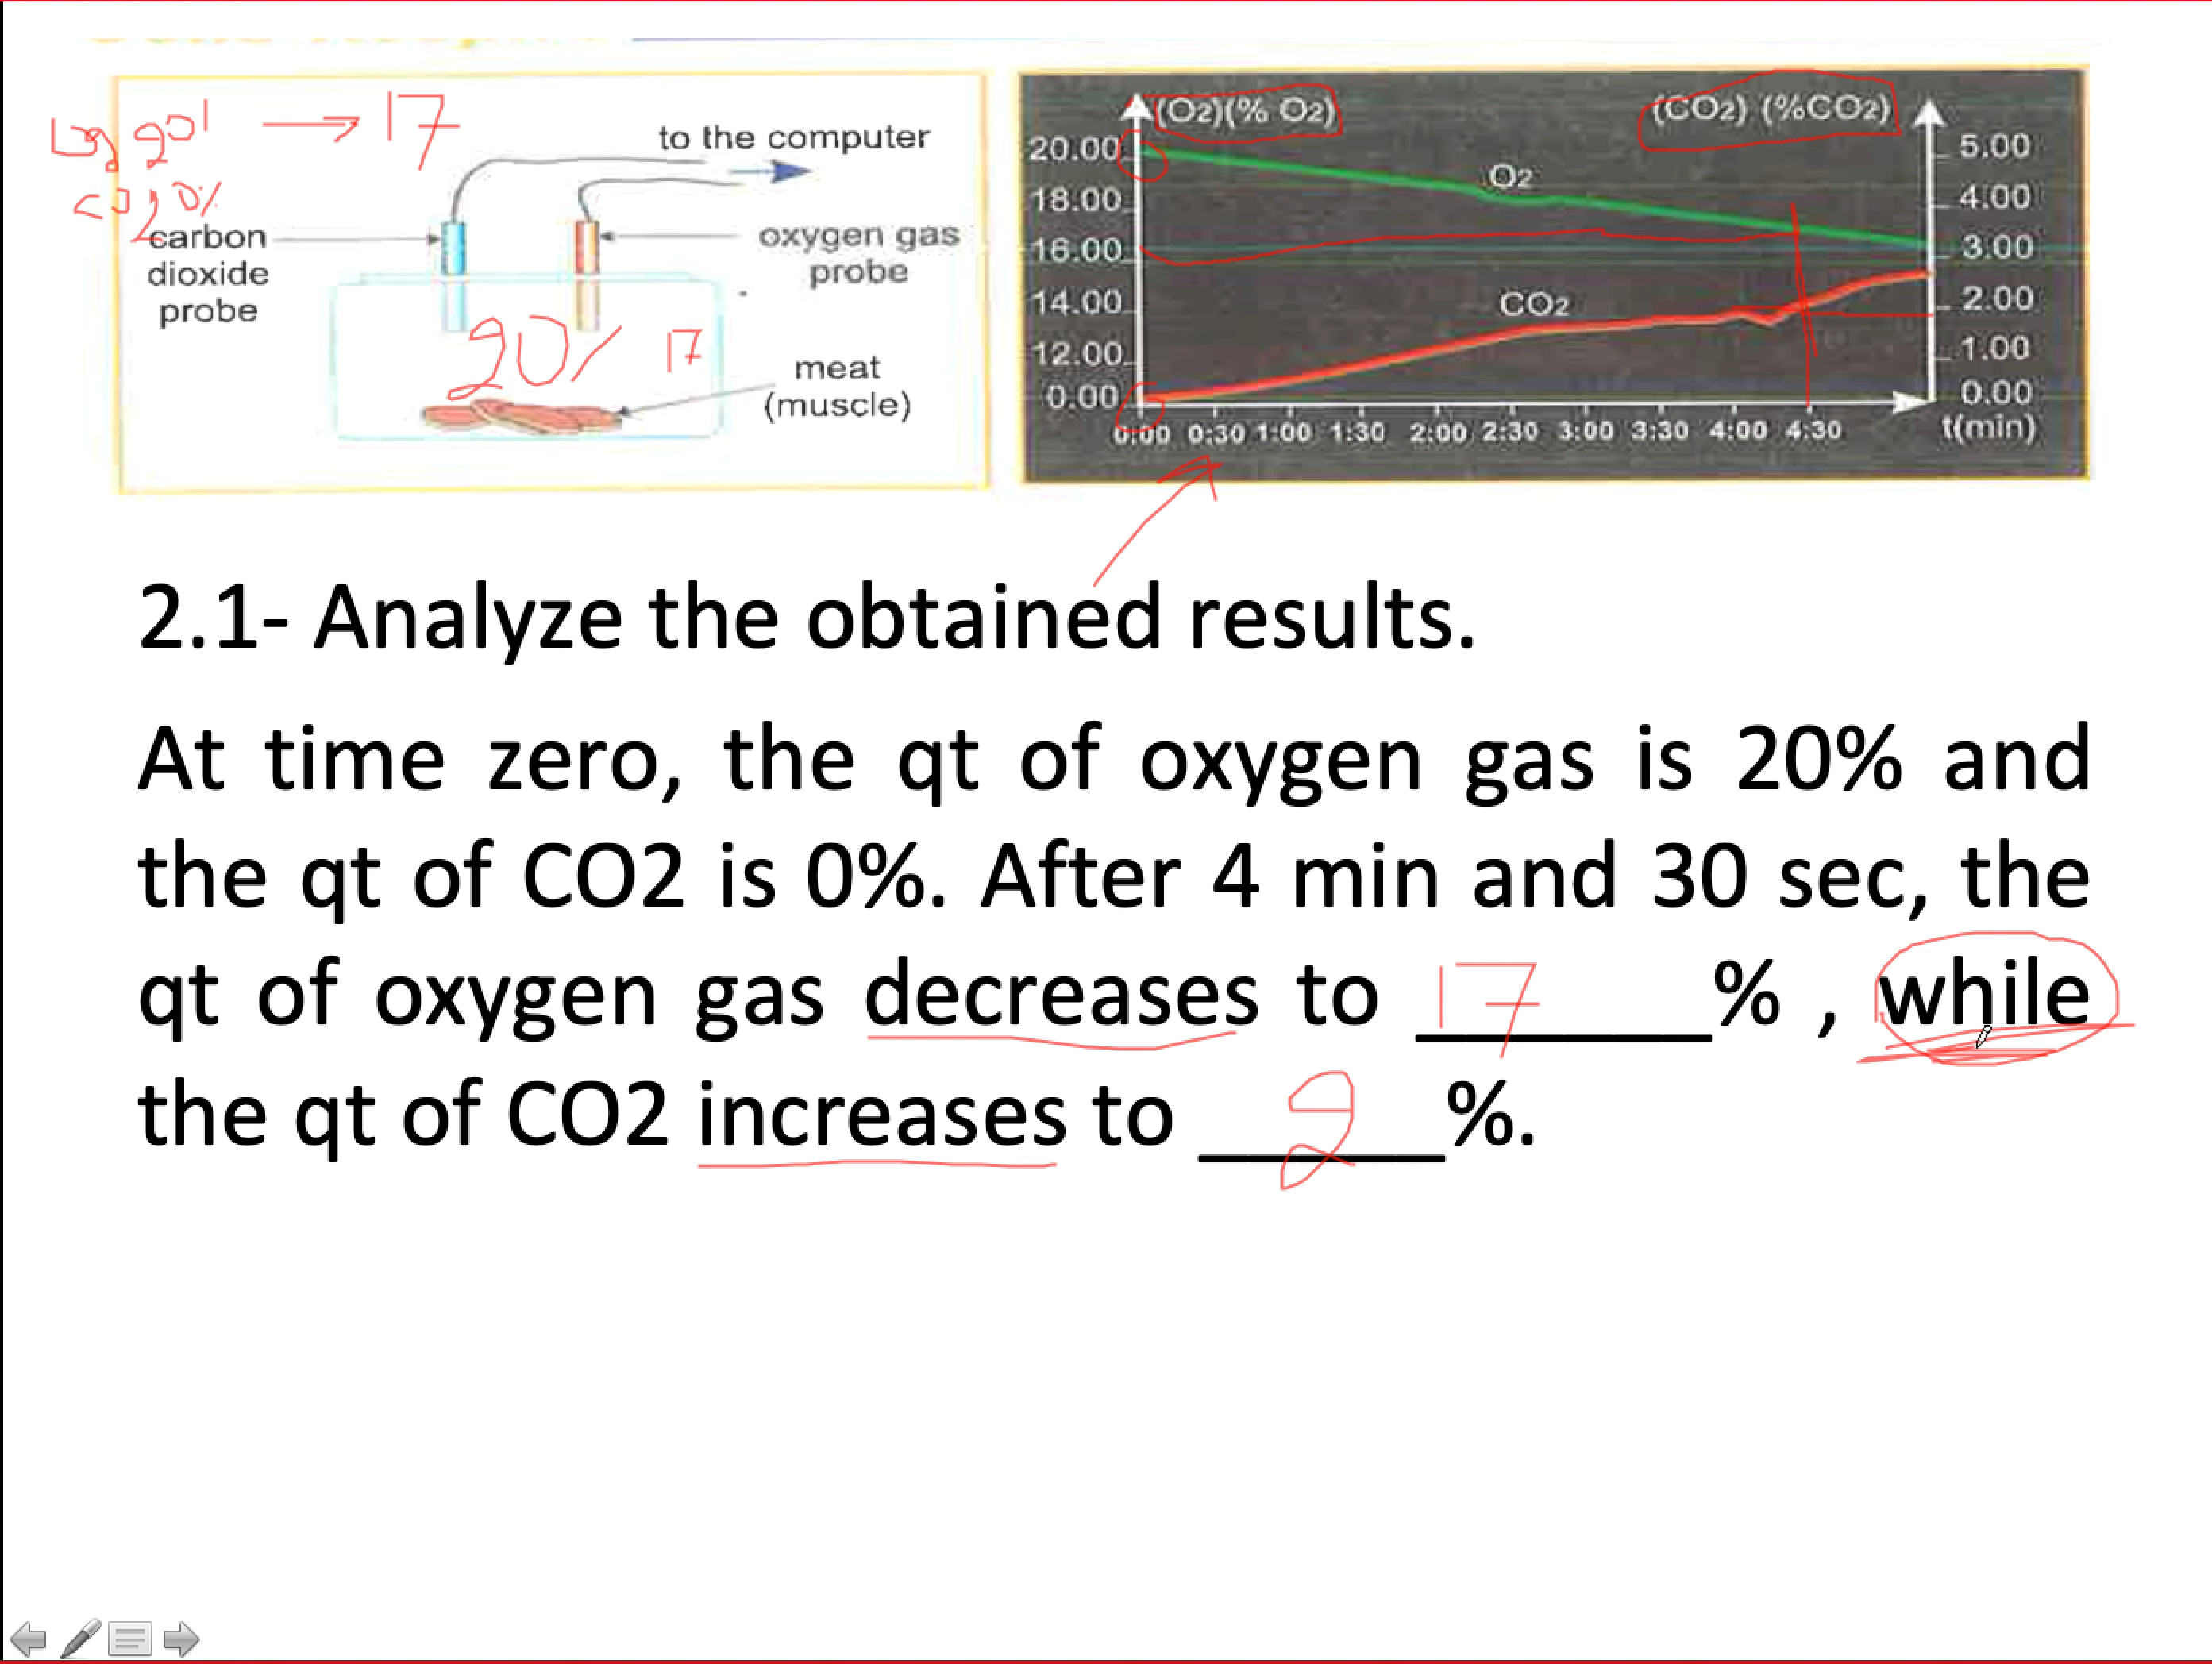 O2 20% → 17
CO2 0%
to the computer
carbon
dioxide
probe
oxygen gas
probe
20% 17
meat
(muscle)
(O2)(% O2)
(CO2) (%CO2)
20.00
18.00
16.00
14.00
12.00
0.00
O2
CO2
5.00
4.00
3.00
2.00
1.00
0.00
0:00 0:30 1:00 1:30 2:00 2:30 3:00 3:30 4:00 4:30
t(min)
2.1- Analyze the obtained results.
At time zero, the qt of oxygen gas is 20% and
the qt of CO2 is 0%. After 4 min and 30 sec, the
qt of oxygen gas decreases to 17% , while
the qt of CO2 increases to 2%.